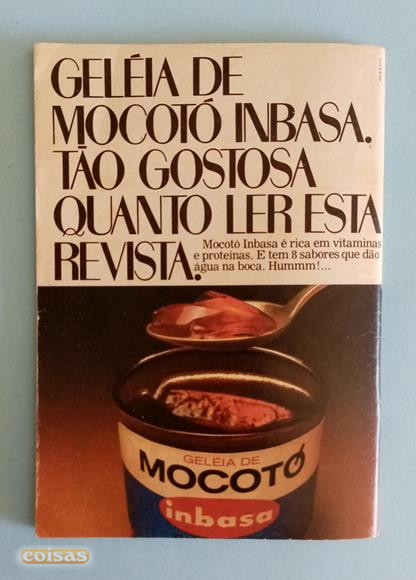 GELÉIA DE
MOCOTÓ INBASA.
TÃO GOSTOSA
QUANTO LER ESTA
REVISTA.
Mocotó Inbasa é rica em vitaminas
e proteínas. E tem 8 sabores que dão
água na boca. Hummm!...
GELÉIA DE
MOCOTÓ
inbasa
coisas